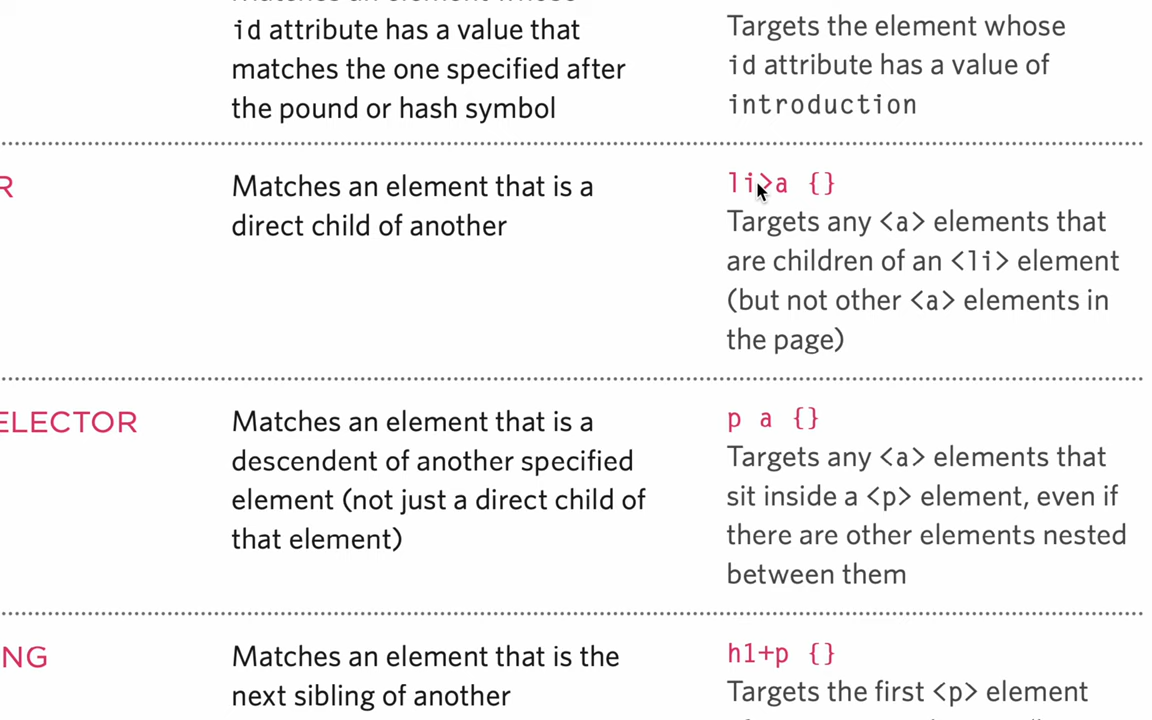 id attribute has a value that
matches the one specified after
the pound or hash symbol
Targets the element whose
id attribute has a value of
introduction
R
Matches an element that is a
direct child of another
li>a {}
Targets any <a> elements that
are children of an <li> element
(but not other <a> elements in
the page)
ELECTOR
Matches an element that is a
descendent of another specified
element (not just a direct child of
that element)
p a {}
Targets any <a> elements that
sit inside a <p> element, even if
there are other elements nested
between them
NG
Matches an element that is the
next sibling of another
h1+p {}
Targets the first <p> element